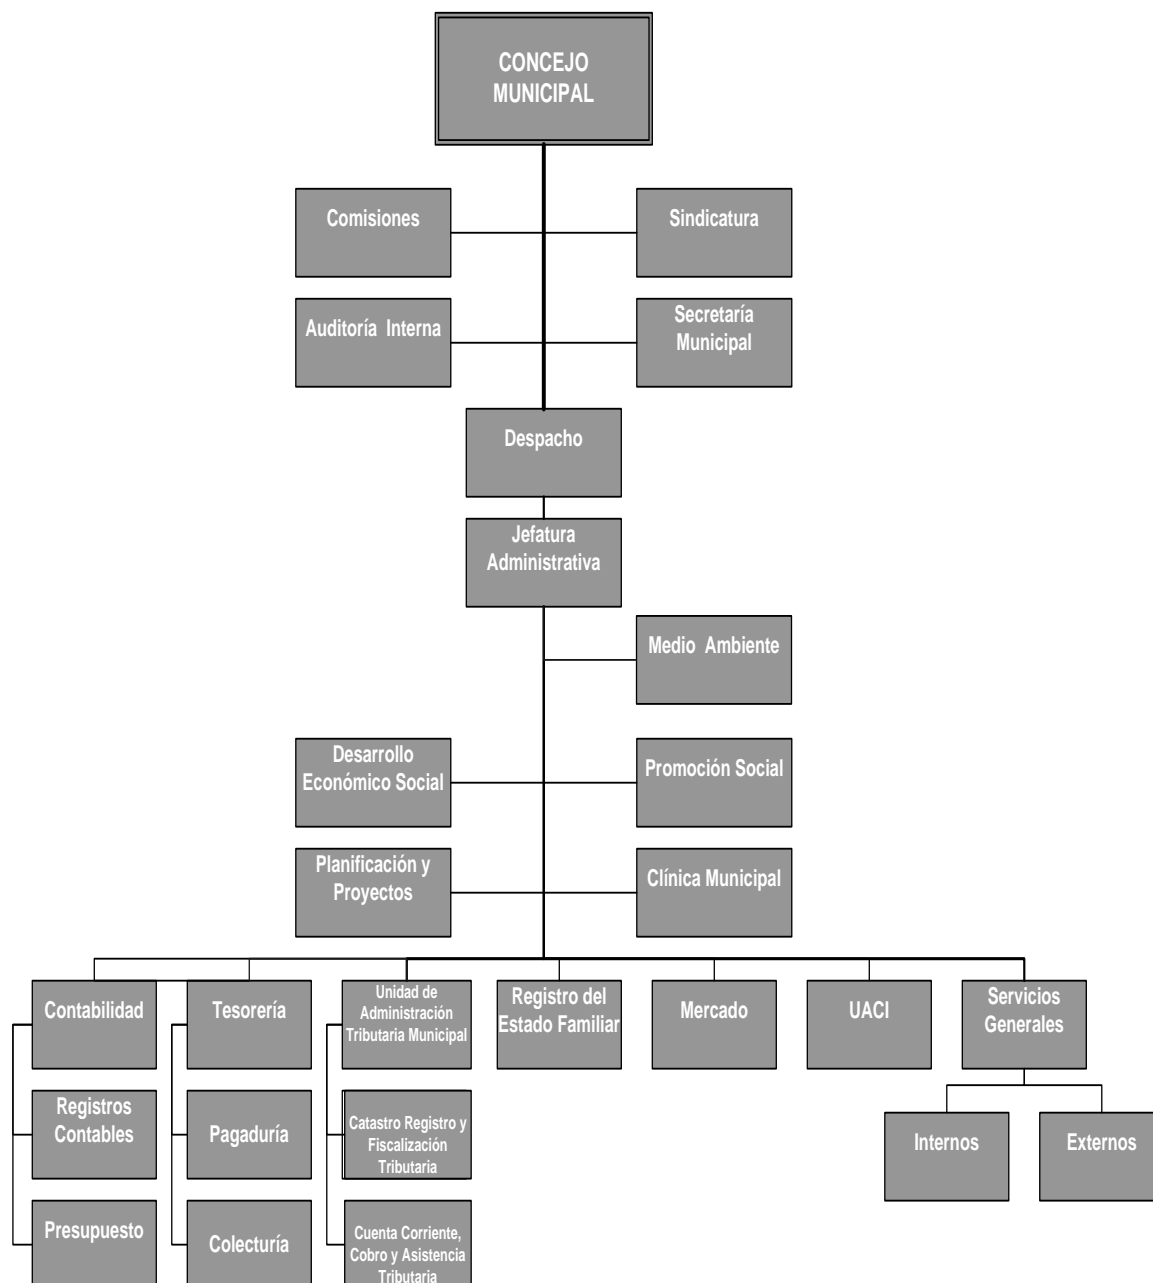 CONCEJO
MUNICIPAL
Comisiones
Sindicatura
Auditoría Interna
Secretaría
Municipal
Despacho
Jefatura
Administrativa
Medio Ambiente
Desarrollo
Económico Social
Promoción Social
Planificación y
Proyectos
Clínica Municipal
Contabilidad
Tesorería
Unidad de
Administración
Tributaria Municipal
Registro del
Estado Familiar
Mercado
UACI
Servicios
Generales
Registros
Contables
Pagaduría
Catastro Registro y
Fiscalización
Tributaria
Internos
Externos
Presupuesto
Colecturía
Cuenta Corriente,
Cobro y Asistencia
Tributaria